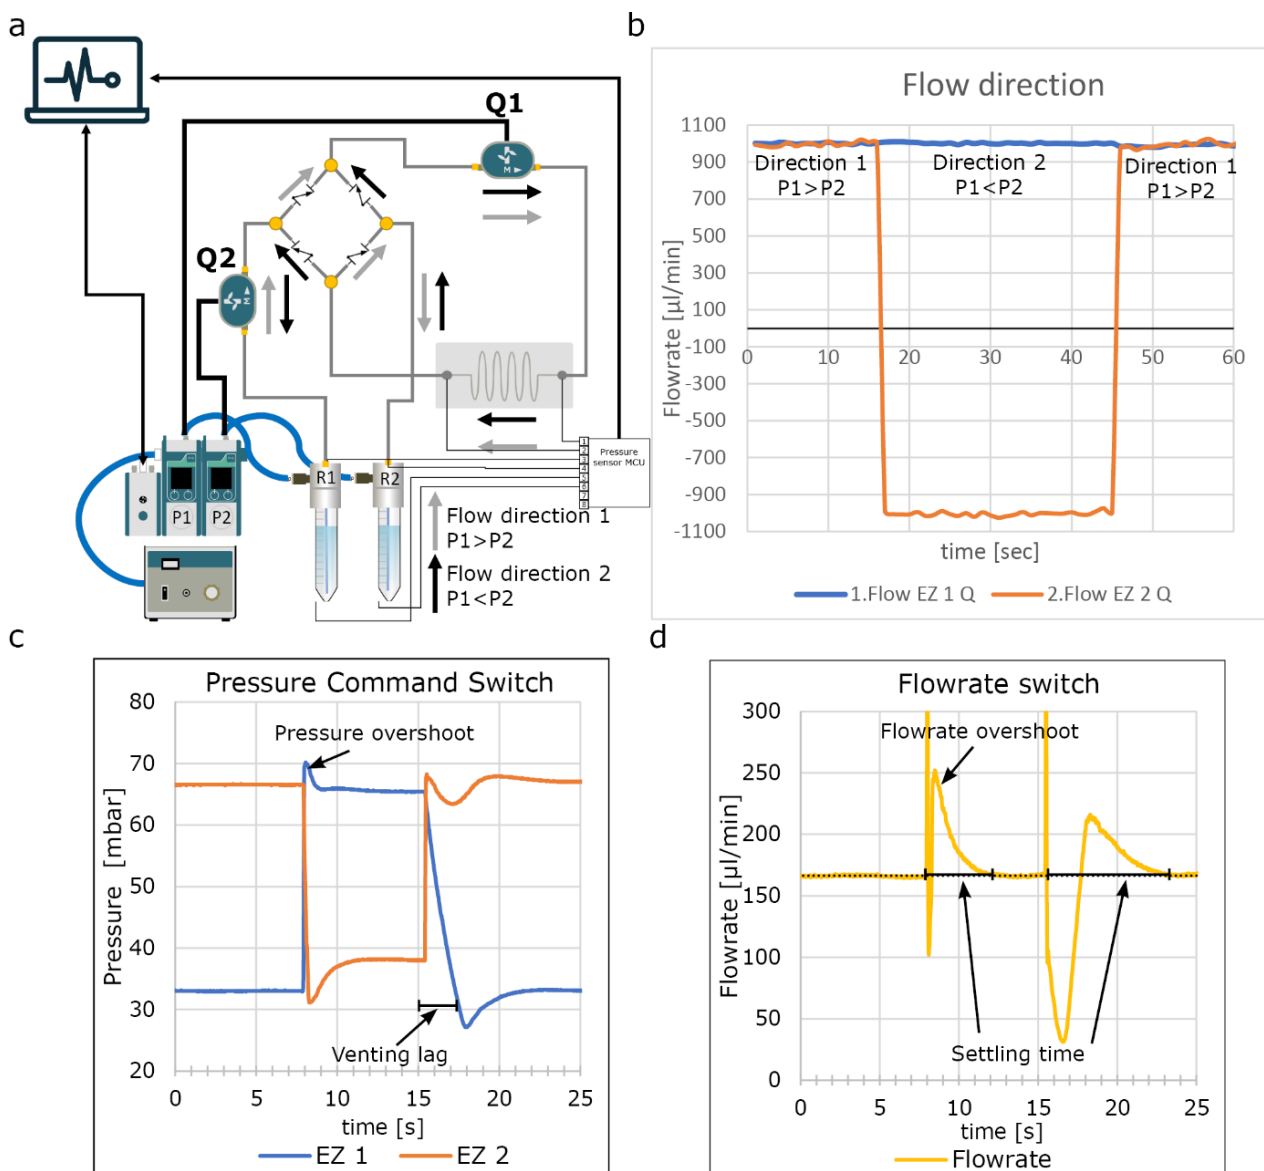 a
Q1
Q2
M
M
P1
P2
R1
R2
1
2
3
4
5
6
7
8
Pressure
sensor MCU
Flow direction 1
P1>P2
Flow direction 2
P1<P2
b
Flow direction
1100
900
700
500
300
100
-100
-300
-500
-700
-900
-1100
Flowrate [µl/min]
Direction 1
P1>P2
Direction 2
P1<P2
Direction 1
P1>P2
0
10
20
30
40
50
60
time [sec]
1.Flow EZ 1 Q
2.Flow EZ 2 Q
c
Pressure Command Switch
80
70
60
50
40
30
20
Pressure [mbar]
Pressure overshoot
Venting lag
0
5
10
15
20
25
time [s]
EZ 1
EZ 2
d
Flowrate switch
300
250
200
150
100
50
0
Flowrate [µl/min]
Flowrate overshoot
Settling time
0
5
10
15
20
25
time [s]
Flowrate